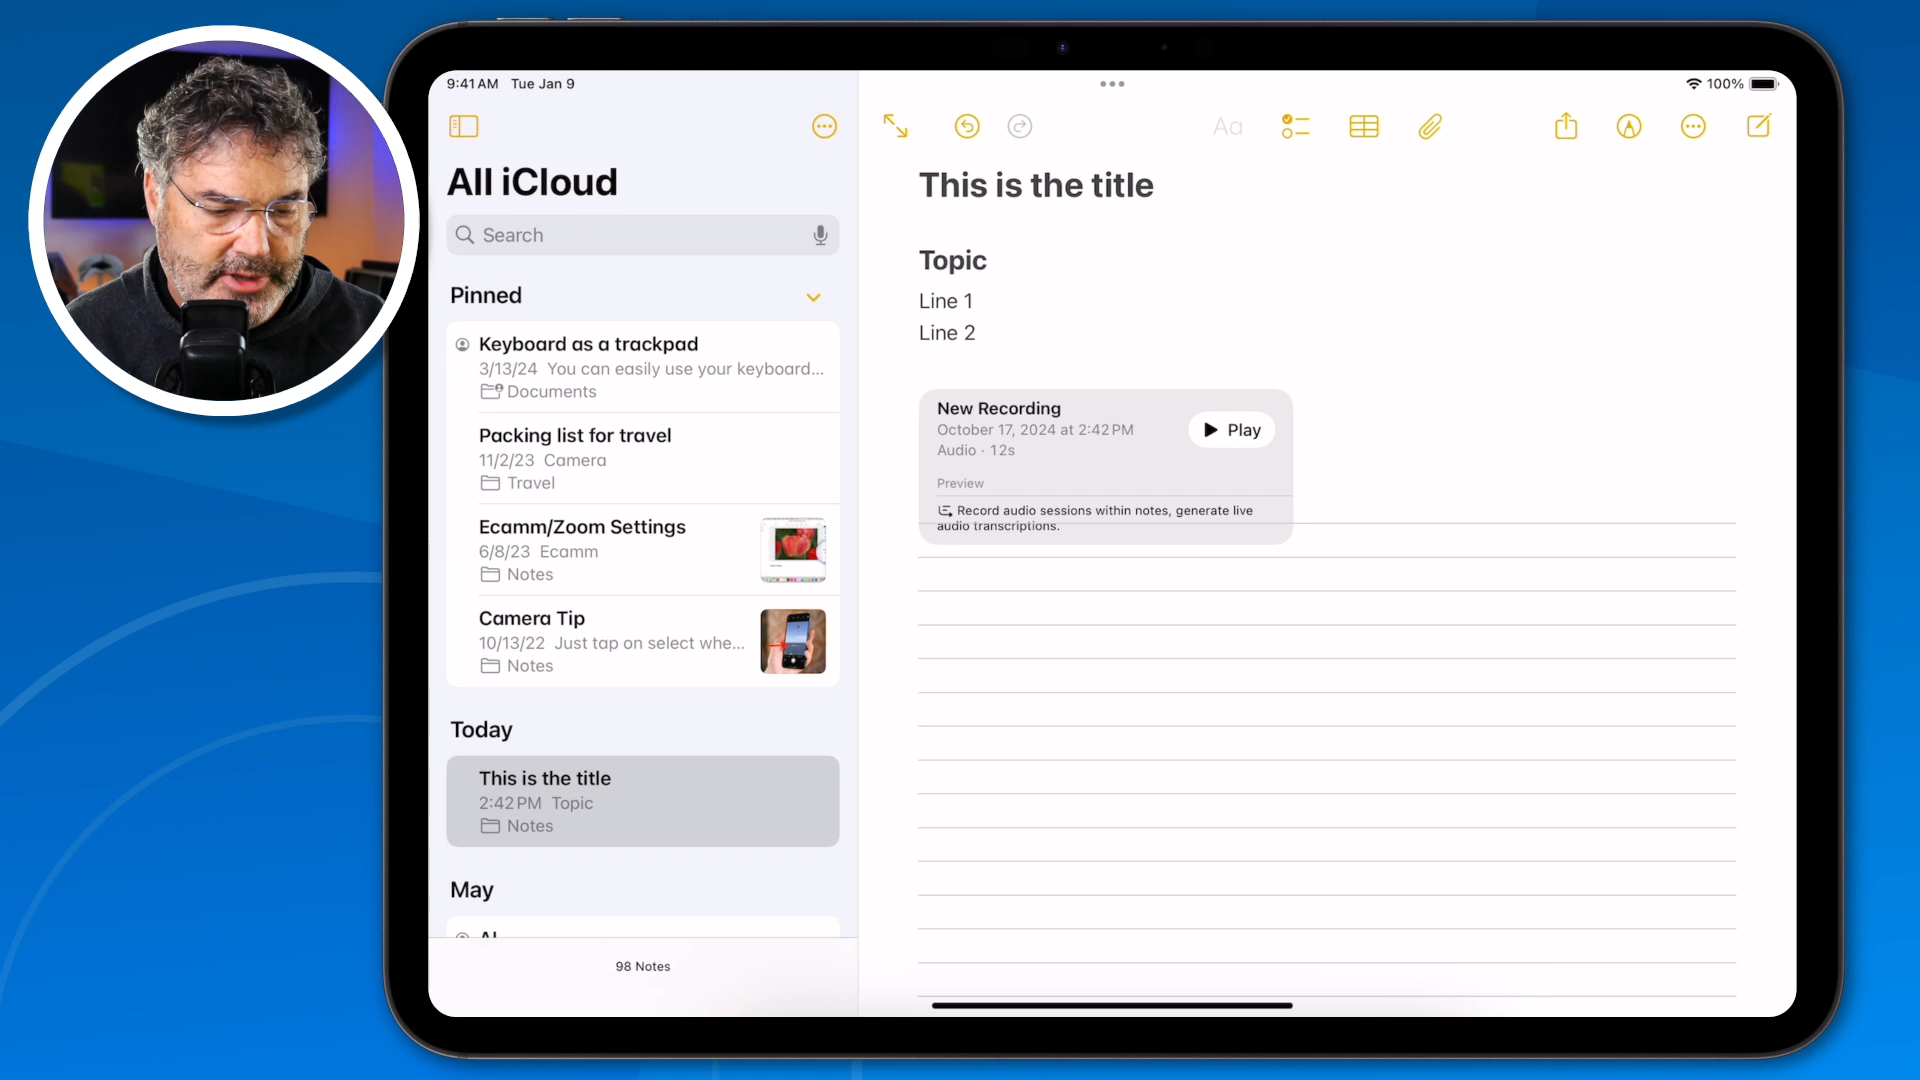 9:41 AM Tue Jan 9
100%
All iCloud
Search
Pinned
Keyboard as a trackpad
3/13/24 You can easily use your keyboard...
Documents
Packing list for travel
11/2/23 Camera
Travel
Ecamm/Zoom Settings
6/8/23 Ecamm
Notes
Camera Tip
10/13/22 Just tap on select whe...
Notes
Today
This is the title
2:42 PM Topic
Notes
May
98 Notes
Aa
This is the title
Topic
Line 1
Line 2
New Recording
October 17, 2024 at 2:42 PM
Audio · 12s
Play
Preview
Record audio sessions within notes, generate live
audio transcriptions.